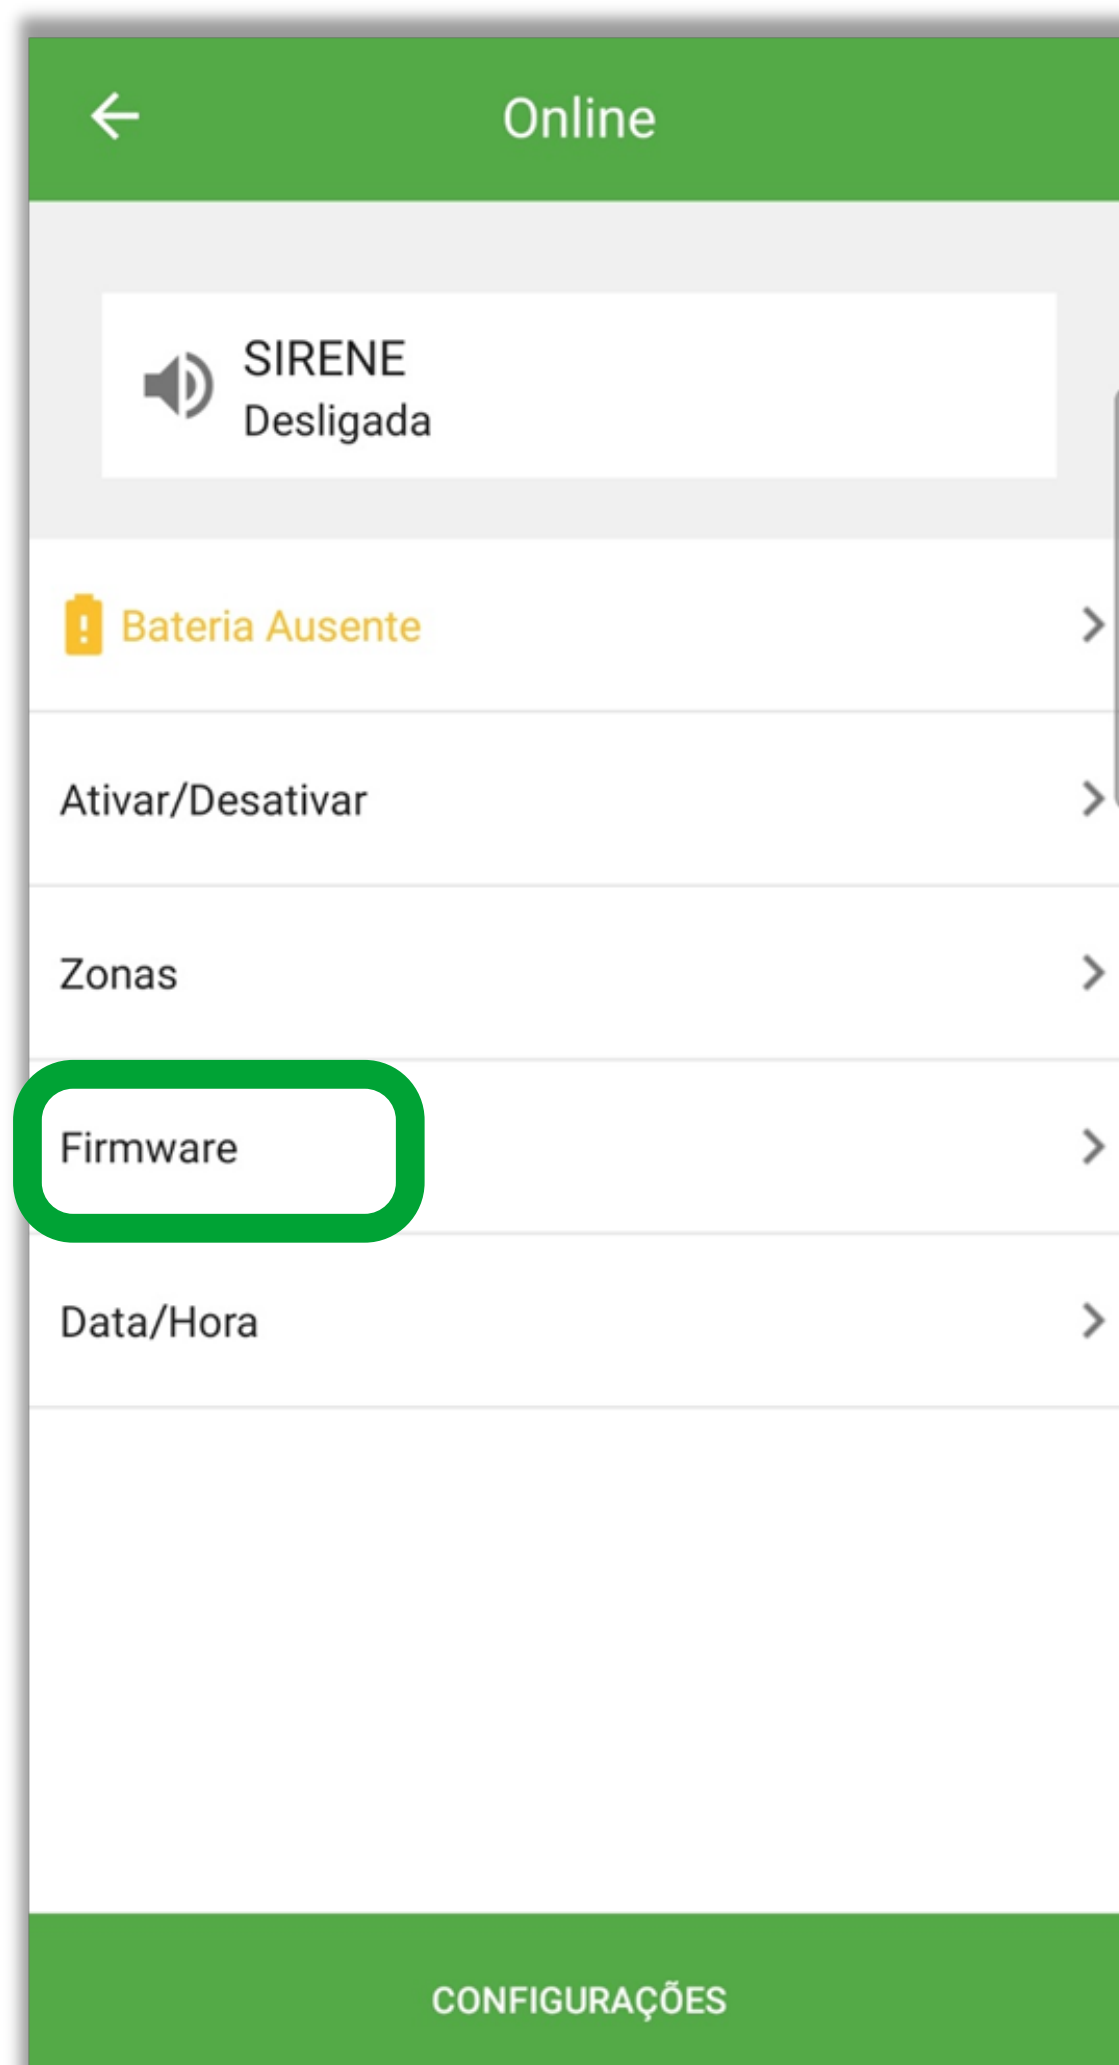 Online
SIRENE
Desligada
Bateria Ausente
Ativar/Desativar
Zonas
Firmware
Data/Hora
CONFIGURAÇÕES